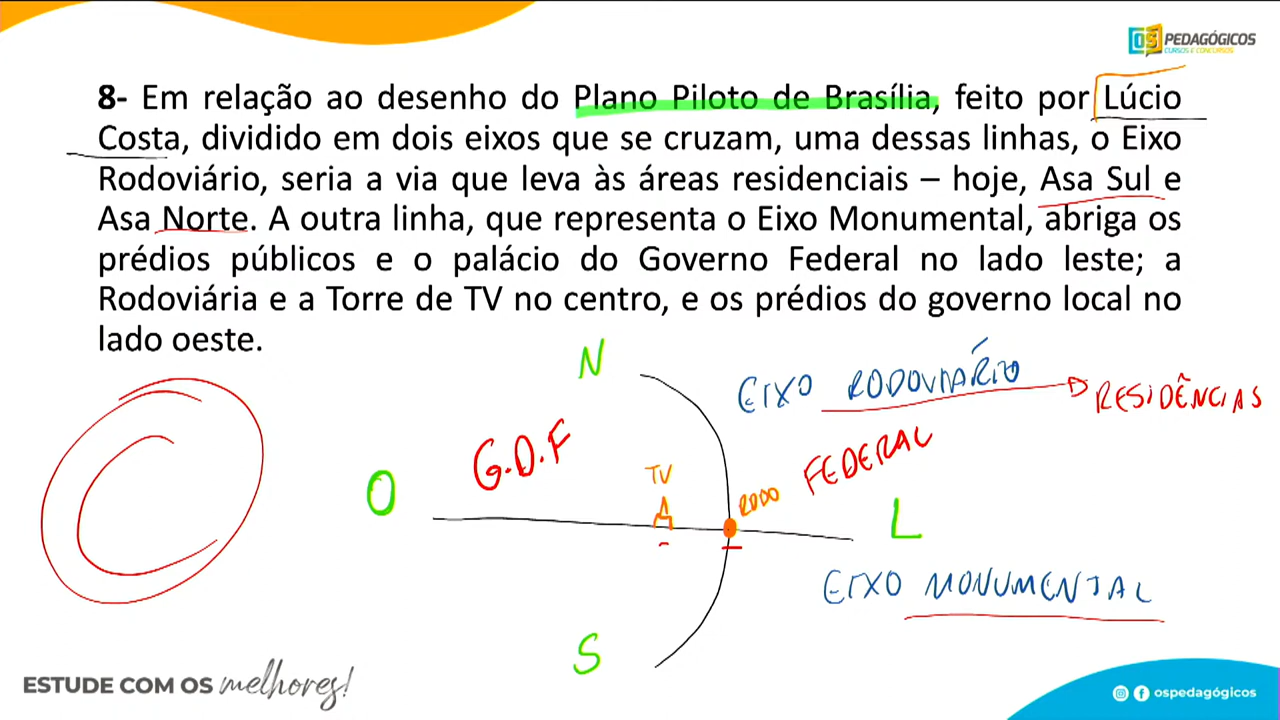 OS PEDAGÓGICOS
CURSOS E CONCURSOS
8- Em relação ao desenho do Plano Piloto de Brasília, feito por Lúcio
Costa, dividido em dois eixos que se cruzam, uma dessas linhas, o Eixo
Rodoviário, seria a via que leva às áreas residenciais – hoje, Asa Sul e
Asa Norte. A outra linha, que representa o Eixo Monumental, abriga os
prédios públicos e o palácio do Governo Federal no lado leste; a
Rodoviária e a Torre de TV no centro, e os prédios do governo local no
lado oeste.
N
EIXO RODOVIÁRIO
RESIDÊNCIAS
G.D.F
FEDERAL
TV
RODO
O
L
EIXO MONUMENTAL
S
C
ESTUDE COM OS melhores!
ospedagógicos